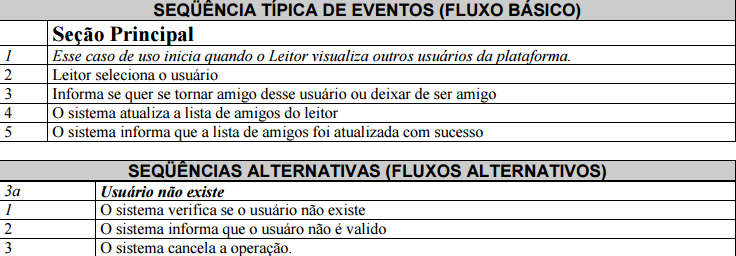 SEQÜÊNCIA TÍPICA DE EVENTOS (FLUXO BÁSICO)
Seção Principal
1 Esse caso de uso inicia quando o Leitor visualiza outros usuários da plataforma.
2 Leitor seleciona o usuário
3 Informa se quer se tornar amigo desse usuário ou deixar de ser amigo
4 O sistema atualiza a lista de amigos do leitor
5 O sistema informa que a lista de amigos foi atualizada com sucesso
SEQÜÊNCIAS ALTERNATIVAS (FLUXOS ALTERNATIVOS)
3a Usuário não existe
1 O sistema verifica se o usuário não existe
2 O sistema informa que o usuáro não é valido
3 O sistema cancela a operação.